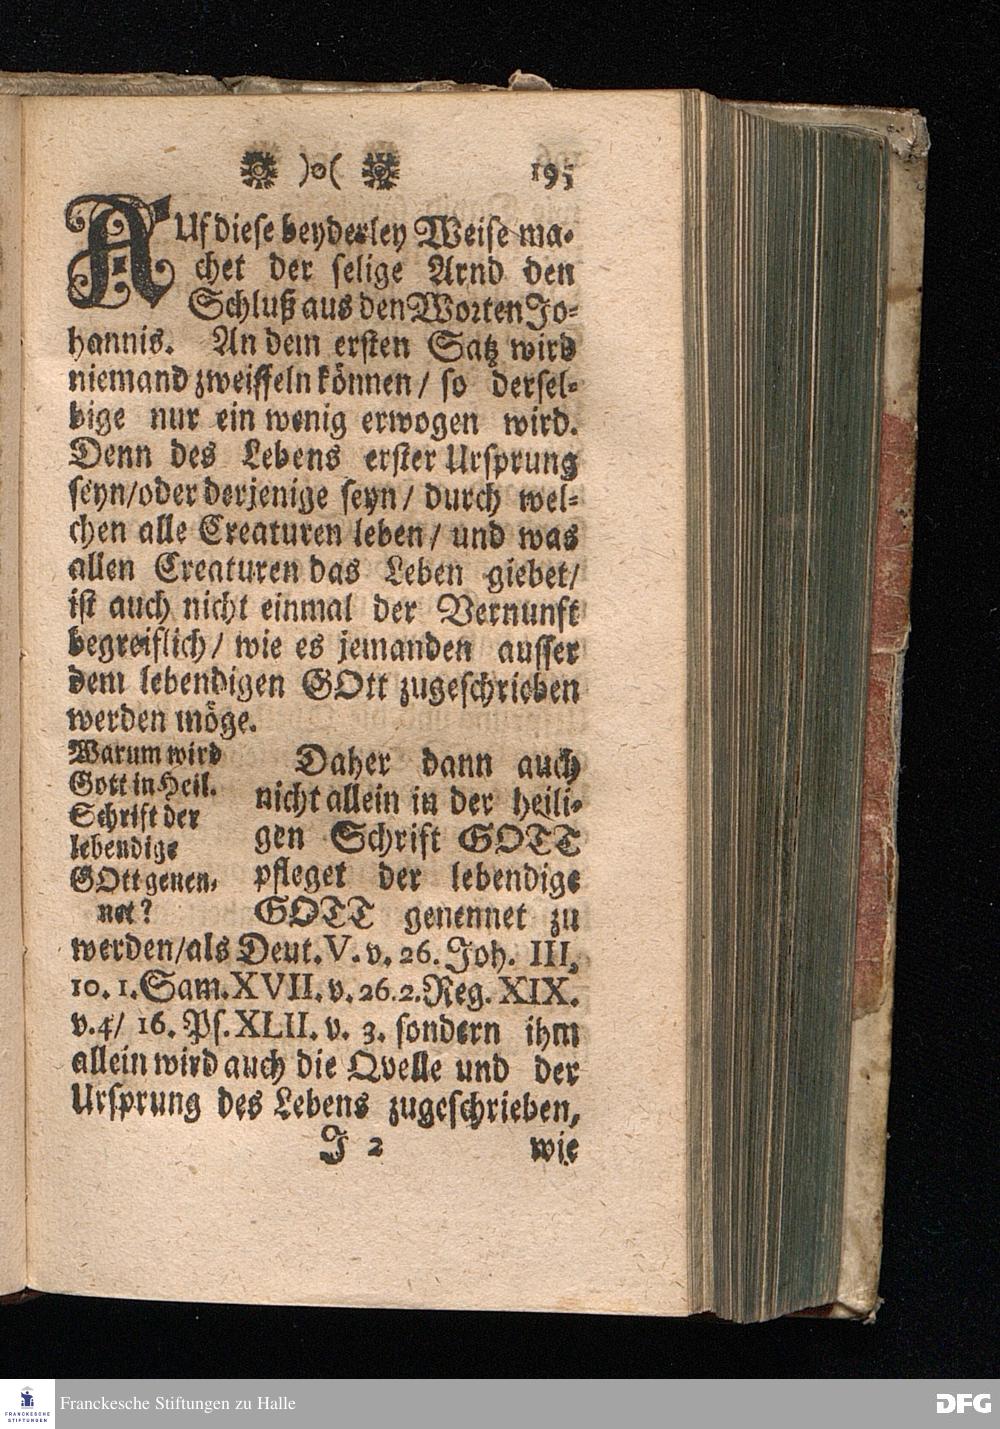 )o( 195
AUf diese beyderley Weise ma-
chet der selige Arnd den
Schluß aus den Worten Jo-
hannis. An dem ersten Satz wird
niemand zweiffeln können/ so dersel-
bige nur ein wenig erwogen wird.
Denn des Lebens erster Ursprung
seyn/oder derjenige seyn/ durch wel-
chen alle Creaturen leben/ und was
allen Creaturen das Leben giebet/
ist auch nicht einmal der Vernunft
begreiflich/ wie es jemanden ausser
dem lebendigen GOtt zugeschrieben
werden möge.
Warum wird
Gott in Heil.
Schrift der
lebendige
GOtt genen-
net?
Daher dann auch
nicht allein in der heili-
gen Schrift GOTT
pfleget der lebendige
GOTT genennet zu
werden/als Deut. V. v. 26. Joh. III,
10. 1. Sam. XVII. v. 26. 2. Reg. XIX.
v. 4/ 16. Ps. XLII. v. 3. sondern ihm
allein wird auch die Qvelle und der
Ursprung des Lebens zugeschrieben,
J 2 wie
FRANCKESCHE
STIFTUNGEN
Franckesche Stiftungen zu Halle
DFG